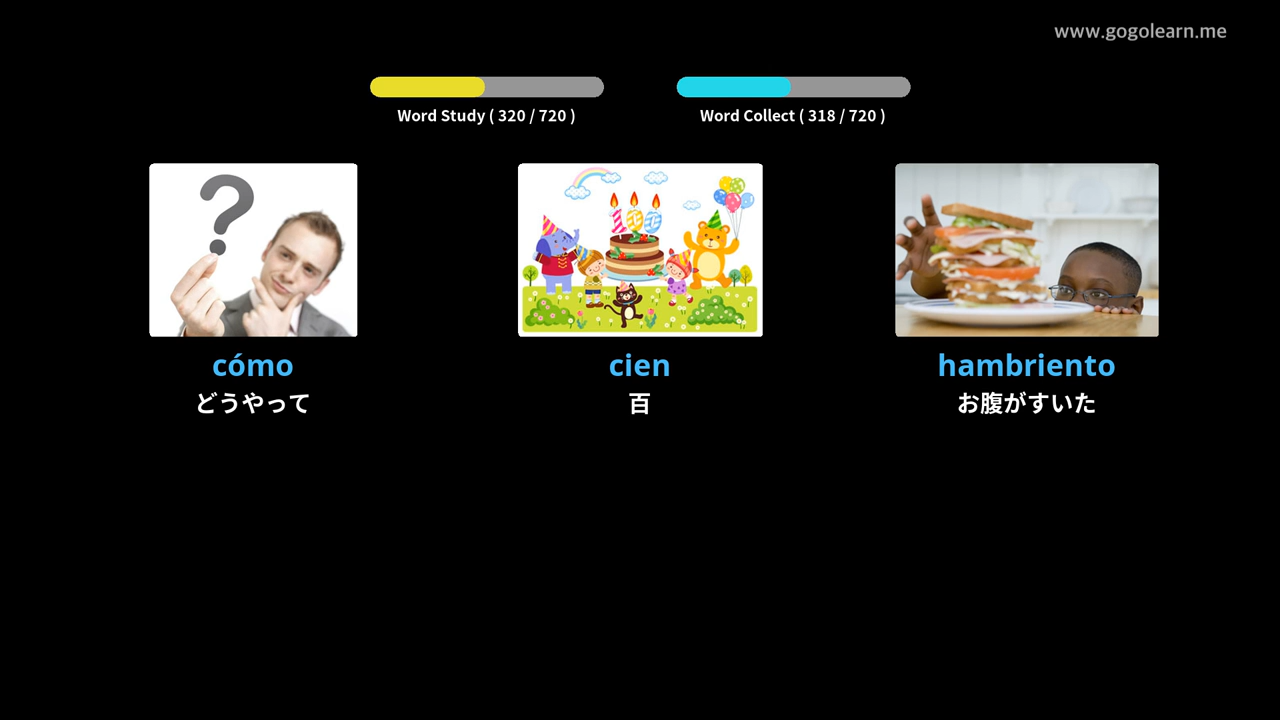 www.gogolearn.me
Word Study ( 320 / 720 )
Word Collect ( 318 / 720 )
100
cómo
cien
hambriento
どうやって
百
お腹がすいた